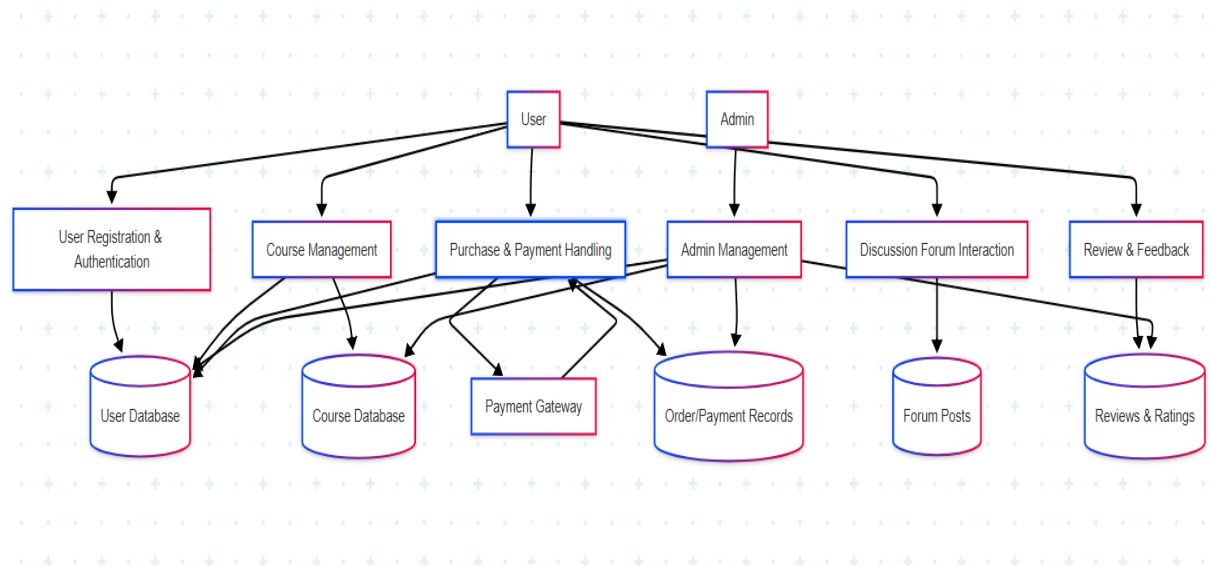 User
Admin
User Registration &
Authentication
Course Management
Purchase & Payment Handling
Admin Management
Discussion Forum Interaction
Review & Feedback
User Database
Course Database
Payment Gateway
Order/Payment Records
Forum Posts
Reviews & Ratings